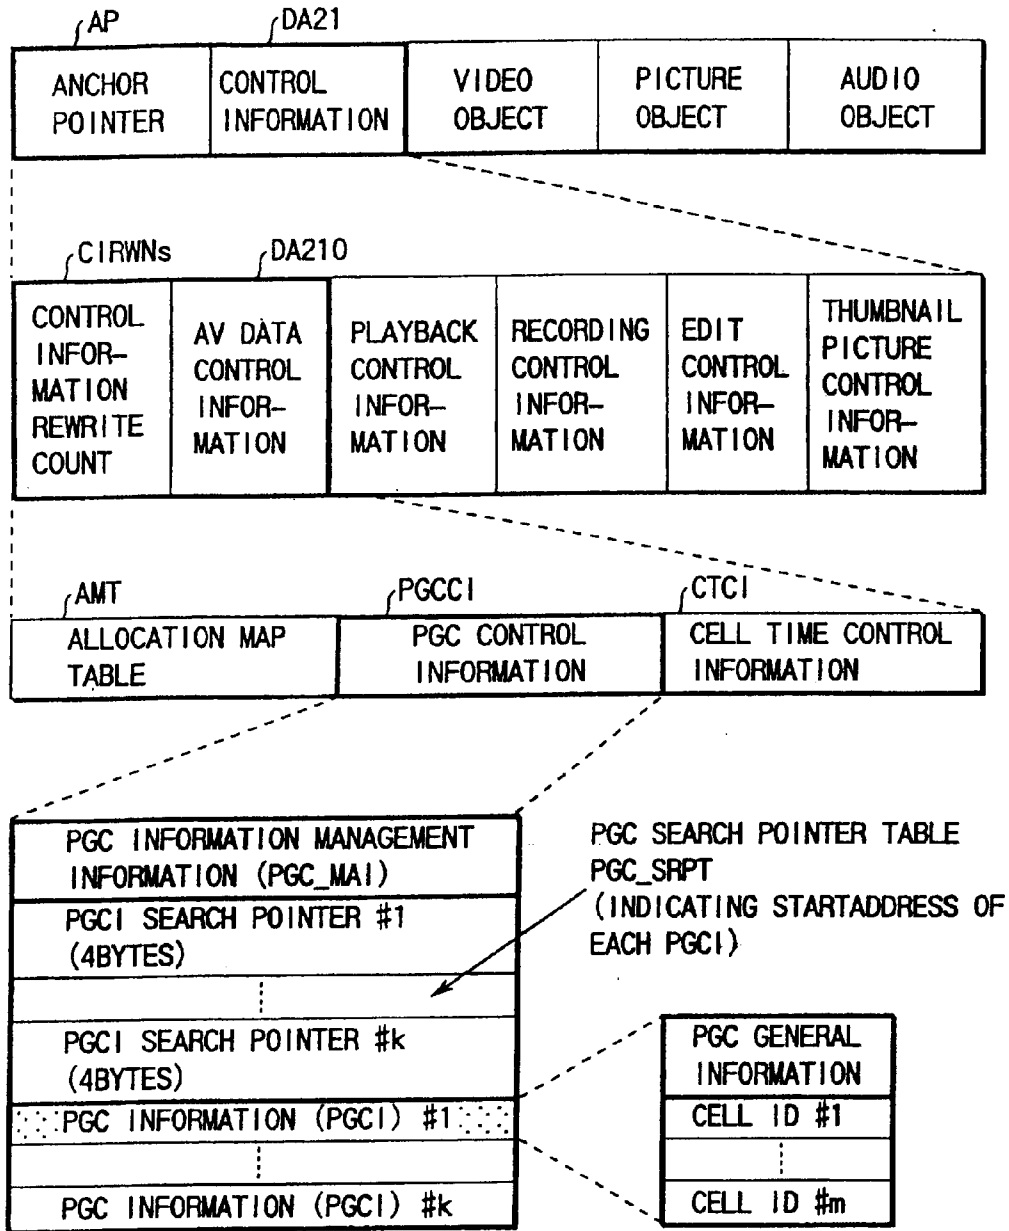 AP
DA21
ANCHOR
POINTER
CONTROL
INFORMATION
VIDEO
OBJECT
PICTURE
OBJECT
AUDIO
OBJECT
CIRWNs
DA210
CONTROL
INFOR-
MATION
REWRITE
COUNT
AV DATA
CONTROL
INFOR-
MATION
PLAYBACK
CONTROL
INFOR-
MATION
RECORDING
CONTROL
INFOR-
MATION
EDIT
CONTROL
INFOR-
MATION
THUMBNAIL
PICTURE
CONTROL
INFOR-
MATION
AMT
PGCCI
CTCI
ALLOCATION MAP
TABLE
PGC CONTROL
INFORMATION
CELL TIME CONTROL
INFORMATION
PGC INFORMATION MANAGEMENT
INFORMATION (PGC_MAI)
PGCI SEARCH POINTER #1
(4BYTES)
PGCI SEARCH POINTER #k
(4BYTES)
PGC INFORMATION (PGCI) #1
PGC INFORMATION (PGCI) #k
PGC SEARCH POINTER TABLE
PGC_SRPT
(INDICATING STARTADDRESS OF
EACH PGCI)
PGC GENERAL
INFORMATION
CELL ID #1
CELL ID #m